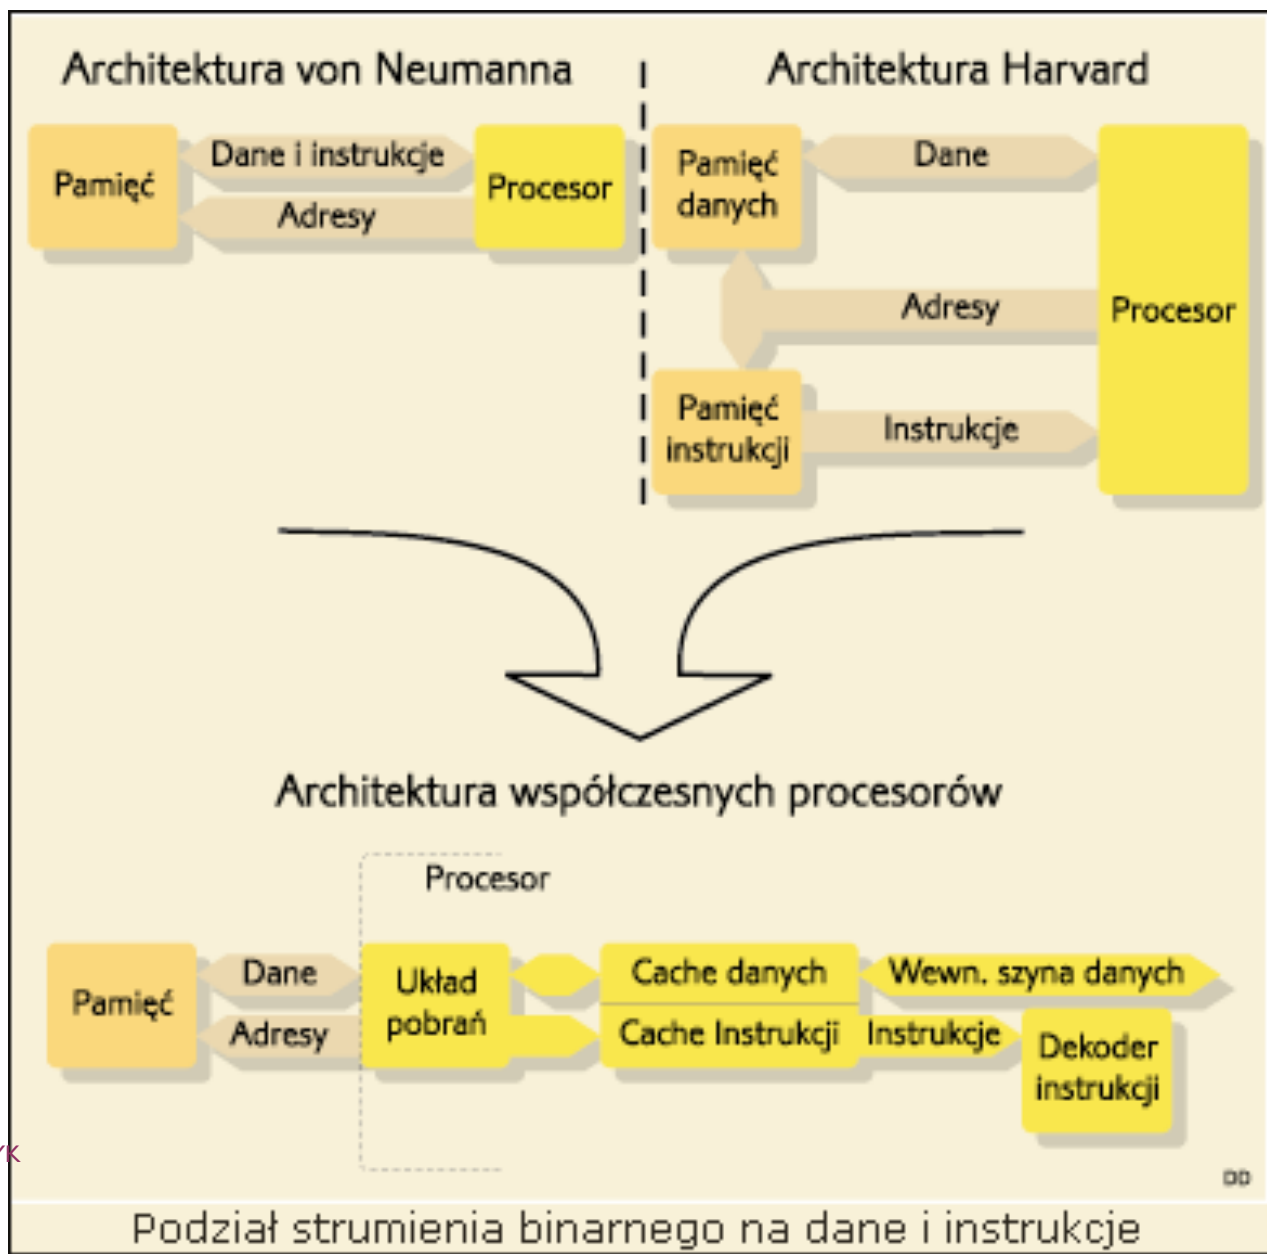 Architektura von Neumanna
Pamięć
Dane i instrukcje
Adresy
Procesor
Architektura Harvard
Pamięć
danych
Dane
Adresy
Procesor
Pamięć
instrukcji
Instrukcje
Architektura współczesnych procesorów
Procesor
Pamięć
Dane
Adresy
Układ
pobrań
Cache danych
Cache Instrukcji
Wewn. szyna danych
Instrukcje
Dekoder
instrukcji
DD
Podział strumienia binarnego na dane i instrukcje